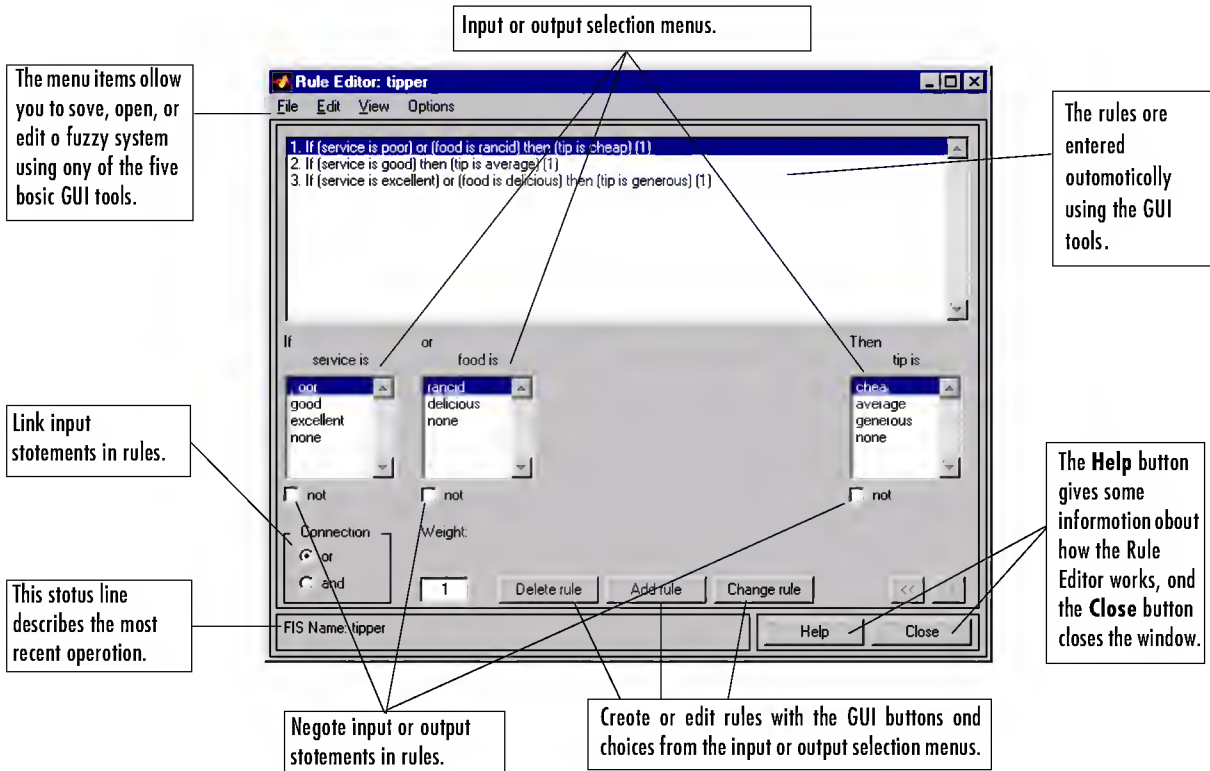 Input or output selection menus.
The menu items ollow
you to sove, open, or
edit o fuzzy system
using ony of the five
bosic GUI tools.
Rule Editor: tipper
File Edit View Options
1. If (service is poor) or (food is rancid) then (tip is cheap) (1)
2. If (service is good) then (tip is average) (1)
3. If (service is excellent) or (food is delicious) then (tip is generous) (1)
The rules are
entered
outomoticolly
using the GUI
tools.
If or Then
service is food is tip is
good
excellent
none
rancid
delicious
none
average
generous
none
not not not
Link input
stotements in rules.
Connection
or
and
Weight:
1 Delete rule Add rule Change rule <<
FIS Name: tipper
Help Close
This stotus line
describes the most
recent operotion.
The Help button
gives some
informotion obout
how the Rule
Editor works, ond
the Close button
closes the window.
Negote input or output
stotements in rules.
Creote or edit rules with the GUI buttons ond
choices from the input or output selection menus.